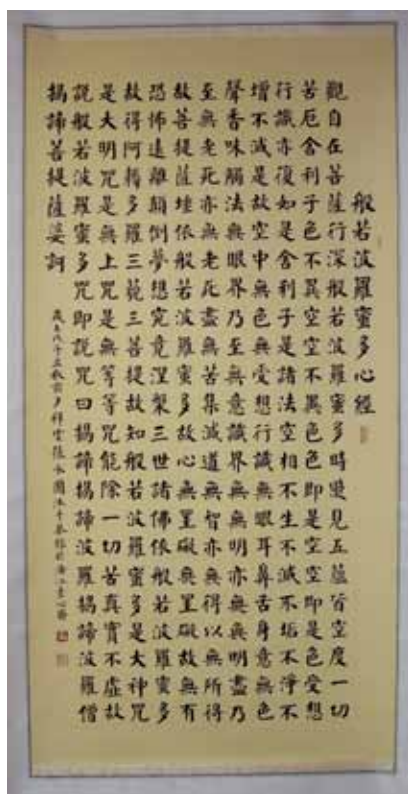 般若波羅蜜多心經
觀自在菩薩行深般若波羅蜜多時照見五蘊皆空度一切
苦厄舍利子色不異空空不異色色即是空空即是色受想
行識亦復如是舍利子是諸法空相不生不滅不垢不淨不
增不減是故空中無色無受想行識無眼耳鼻舌身意無色
聲香味觸法無眼界乃至無意識界無無明亦無無明盡乃
至無老死亦無老死盡無苦集滅道無智亦無得以無所得
故菩提薩埵依般若波羅蜜多故心無罣礙無罣礙故無有
恐怖遠離顛倒夢想究竟涅槃三世諸佛依般若波羅蜜多
故得阿耨多羅三藐三菩提故知般若波羅蜜多是大神咒
是大明咒是無上咒是無等等咒能除一切苦真實不虛故
說般若波羅蜜多咒即說咒曰揭諦揭諦波羅揭諦波羅僧
揭諦菩提薩婆訶